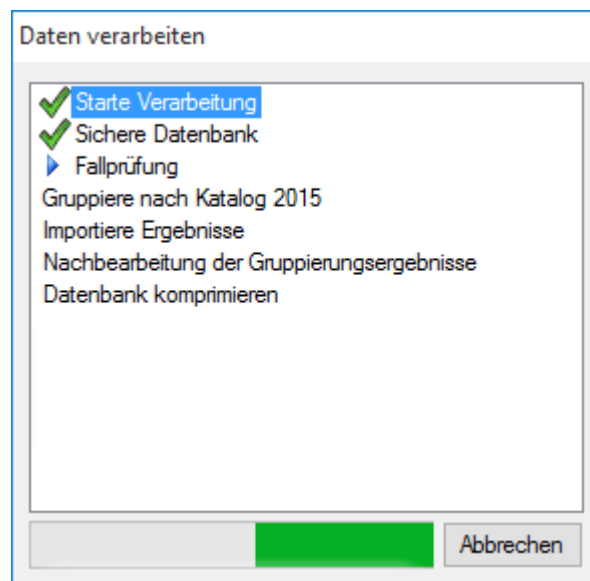 Daten verarbeiten
Starte Verarbeitung
Sichere Datenbank
Fallprüfung
Gruppiere nach Katalog 2015
Importiere Ergebnisse
Nachbearbeitung der Gruppierungsergebnisse
Datenbank komprimieren
Abbrechen